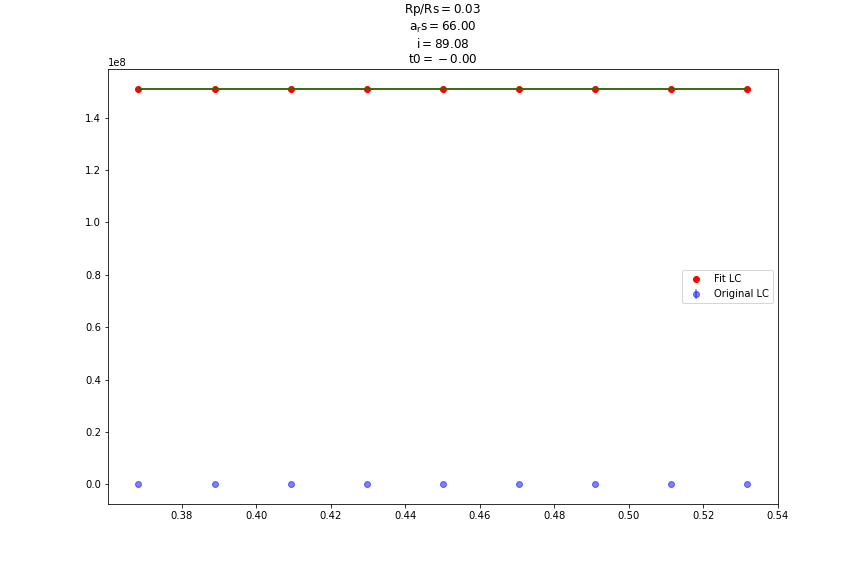 Rp/Rs = 0.03
aᵣs = 66.00
i = 89.08
t0 = −0.00
1e8
1.4
1.2
1.0
0.8
0.6
0.4
0.2
0.0
Fit LC
Original LC
0.38 0.40 0.42 0.44 0.46 0.48 0.50 0.52 0.54